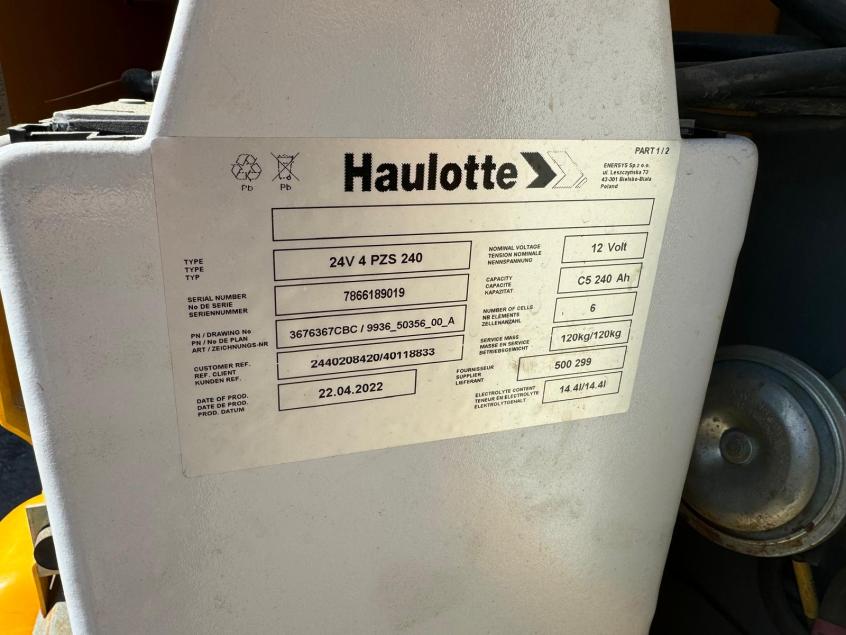 PART 1 / 2
Haulotte
ENERSYS Sp.z o.o.
ul. Leszczyńska 73
43-301 Bielsko-Biala
Poland
Pb
Pb
TYPE
TYPE
TYP
24V 4 PZS 240
NOMINAL VOLTAGE
TENSION NOMINALE
NENNSPANNUNG
12 Volt
SERIAL NUMBER
No DE SERIE
SERIENNUMMER
7866189019
CAPACITY
CAPACITE
KAPAZITAT
C5 240 Ah
PN / DRAWING No
PN / No DE PLAN
ART / ZEICHNUNGS-NR
3676367CBC / 9936_50356_00_A
NUMBER OF CELLS
NB ELEMENTS
ZELLENANZAHL
6
CUSTOMER REF.
REF. CLIENT
KUNDEN REF.
2440208420/40118833
SERVICE MASS
MASSE EN SERVICE
BETRIEBSGEWICHT
120kg/120kg
DATE OF PROD.
DATE DE PROD.
PROD. DATUM
22.04.2022
FOURNISSEUR
SUPPLIER
LIEFERANT
500 299
ELECTROLYTE CONTENT
TENEUR EN ELECTROLYTE
ELEKTROLYTGEHALT
14.4l/14.4l